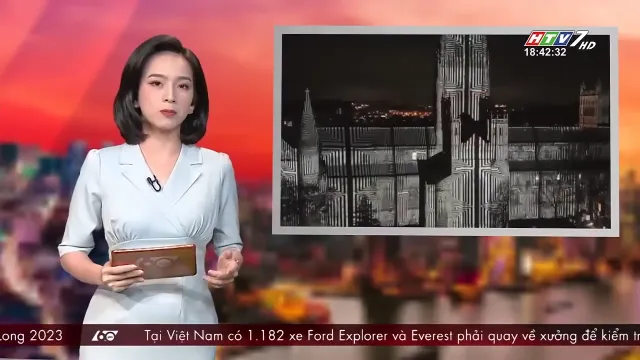 HTV7 HD
18:42:32
Long 2023 60 Tại Việt Nam có 1.182 xe Ford Explorer và Everest phải quay về xưởng để kiểm tr